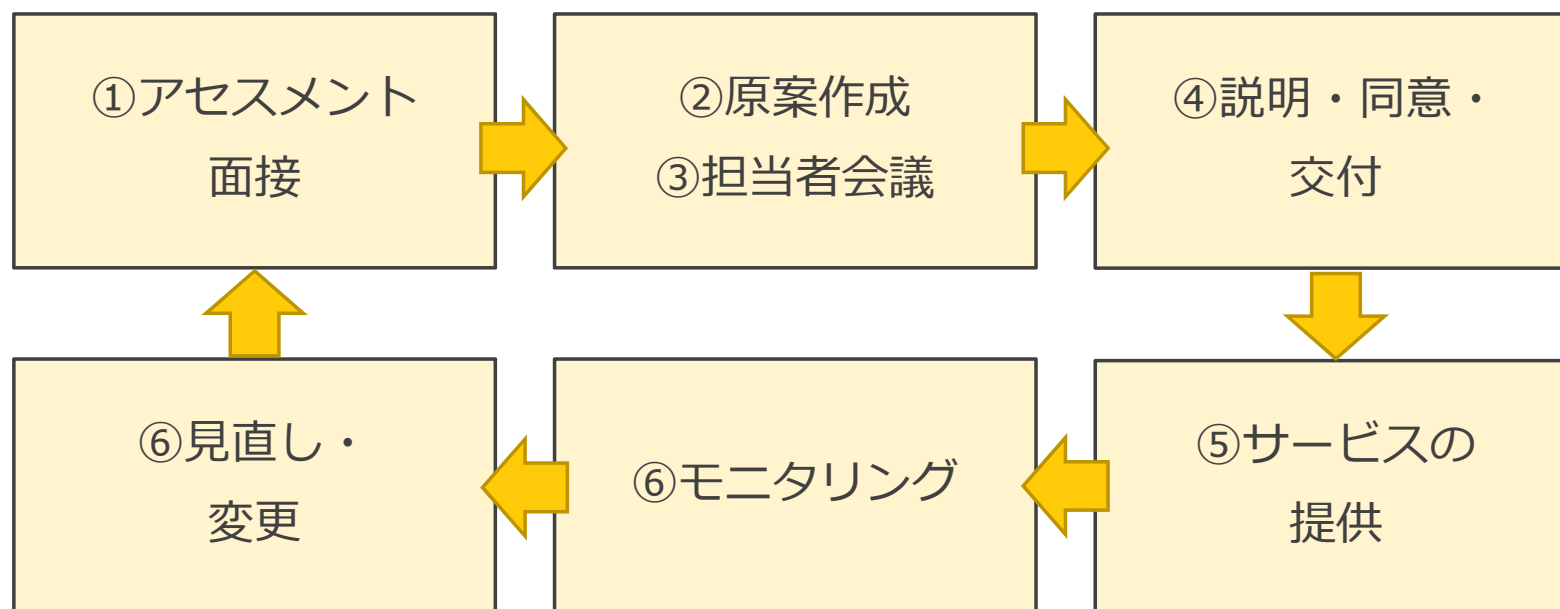 ①アセスメント
面接
②原案作成
③担当者会議
④説明・同意・
交付
⑤サービスの
提供
⑥モニタリング
⑥見直し・
変更